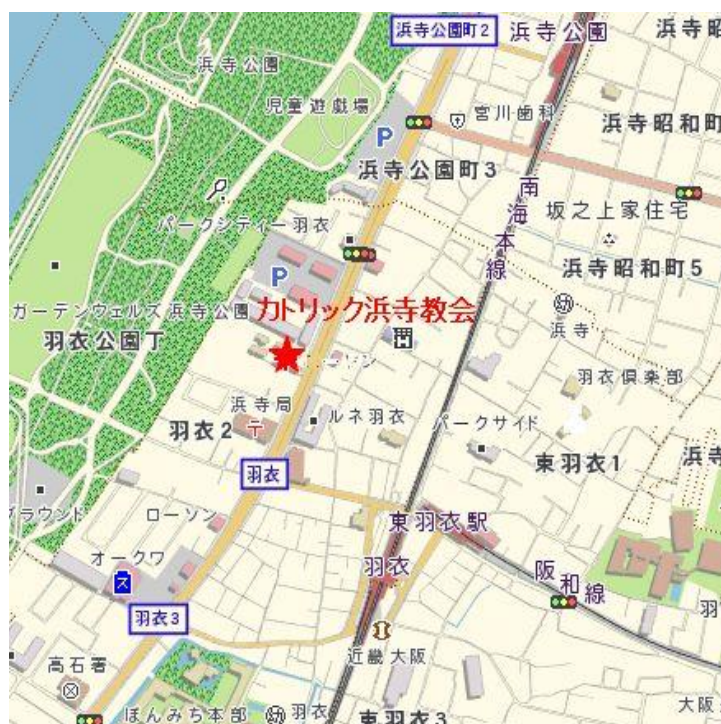 浜寺公園町2
浜寺公園
浜寺昭
浜寺公園
児童遊戯場
P
宮川歯科
浜寺昭和町
浜寺公園町3
南海本線
坂之上家住宅
パークシティー羽衣
浜寺昭和町5
P
ガーデンウェルズ浜寺公園
カトリック浜寺教会
羽衣公園丁
浜寺
羽衣倶楽部
浜寺局
羽衣2
ルネ羽衣
パークサイド
東羽衣1
浜寺
羽衣
グラウンド
ローソン
東羽衣駅
オークワ
ス
羽衣
阪和線
羽衣3
近畿大阪
高石署
ほんみち本部
羽衣
東羽衣3
大阪